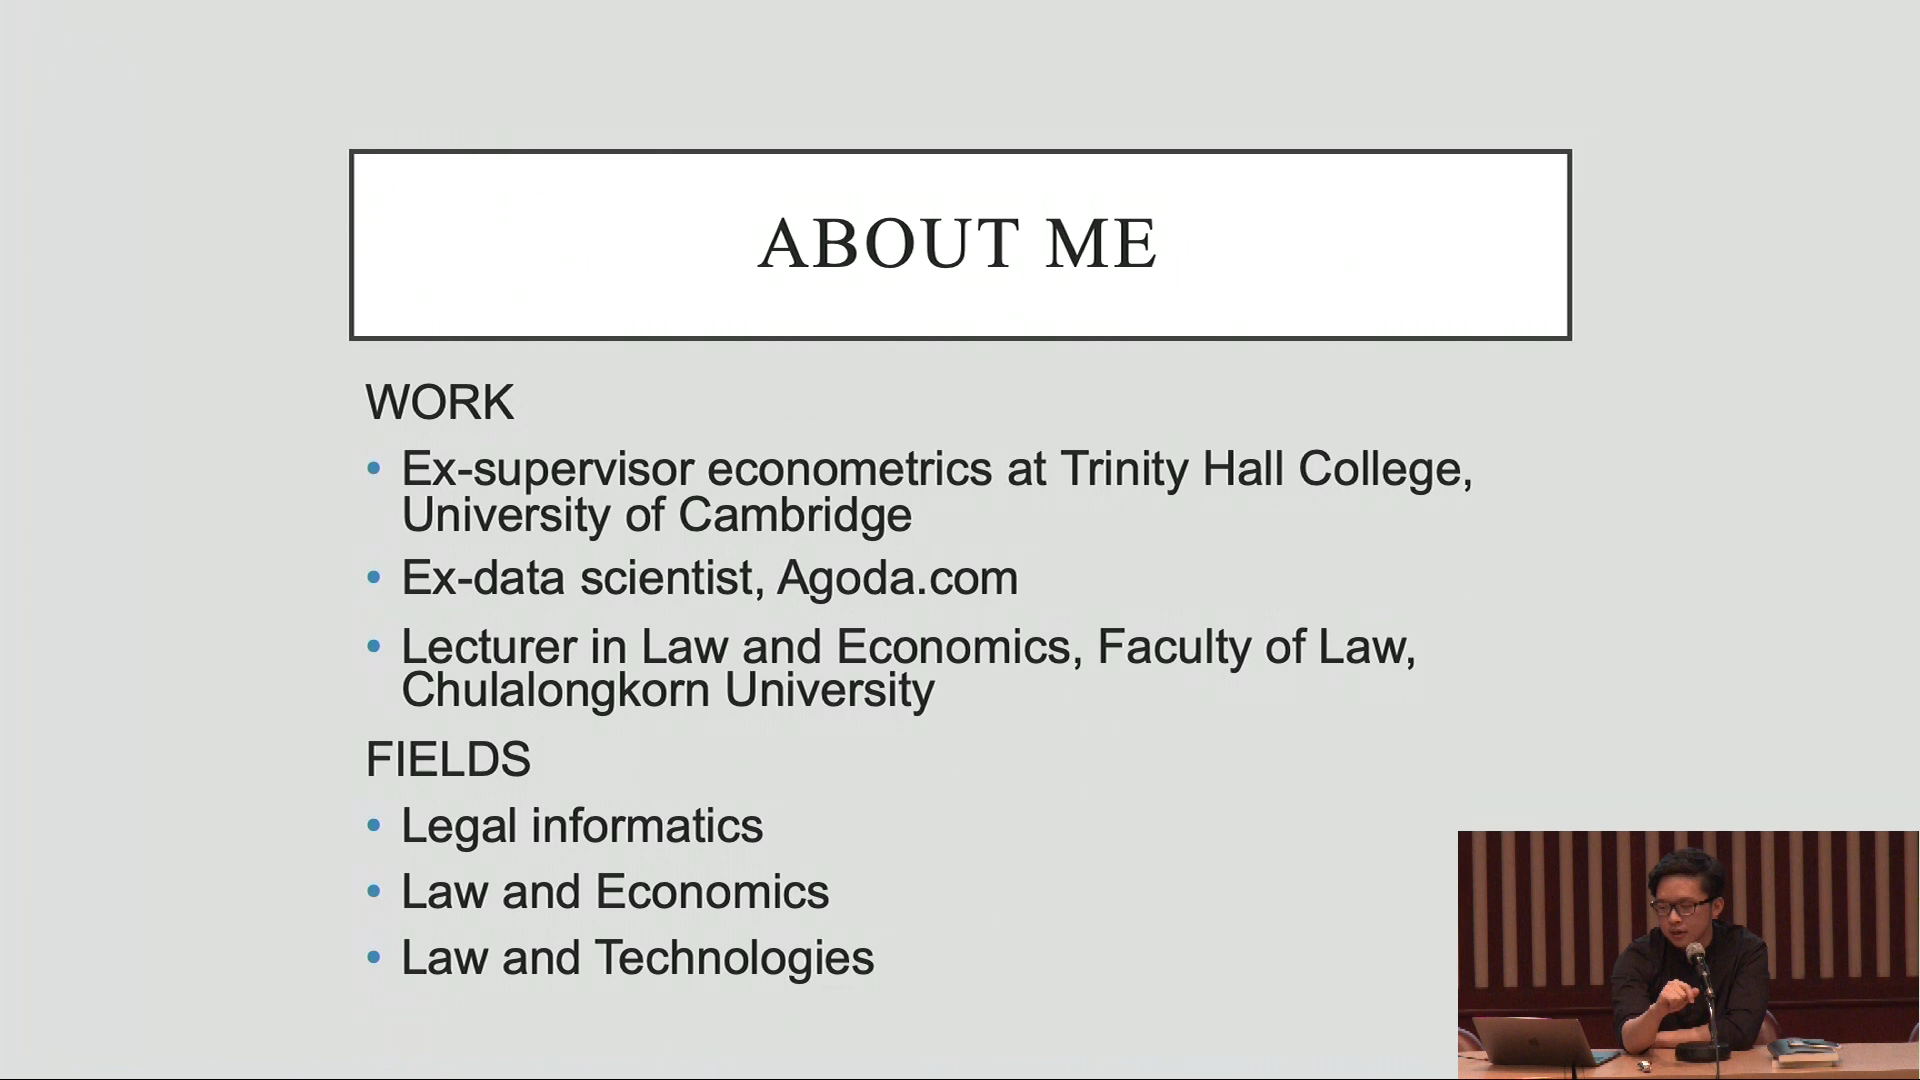 ABOUT ME
WORK
• Ex-supervisor econometrics at Trinity Hall College,
University of Cambridge
• Ex-data scientist, Agoda.com
• Lecturer in Law and Economics, Faculty of Law,
Chulalongkorn University
FIELDS
• Legal informatics
• Law and Economics
• Law and Technologies